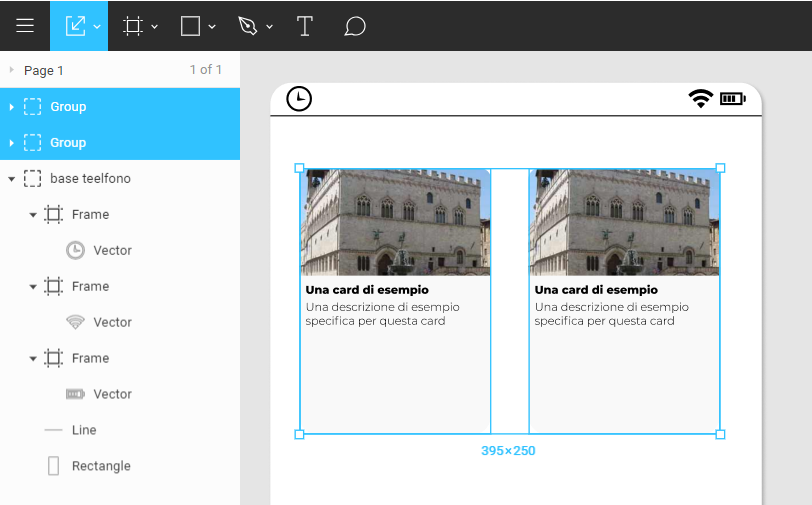 T
Page 1
1 of 1
Group
Group
base teelfono
Frame
Vector
Frame
Vector
Frame
Vector
Line
Rectangle
Una card di esempio
Una descrizione di esempio
specifica per questa card
Una card di esempio
Una descrizione di esempio
specifica per questa card
395×250